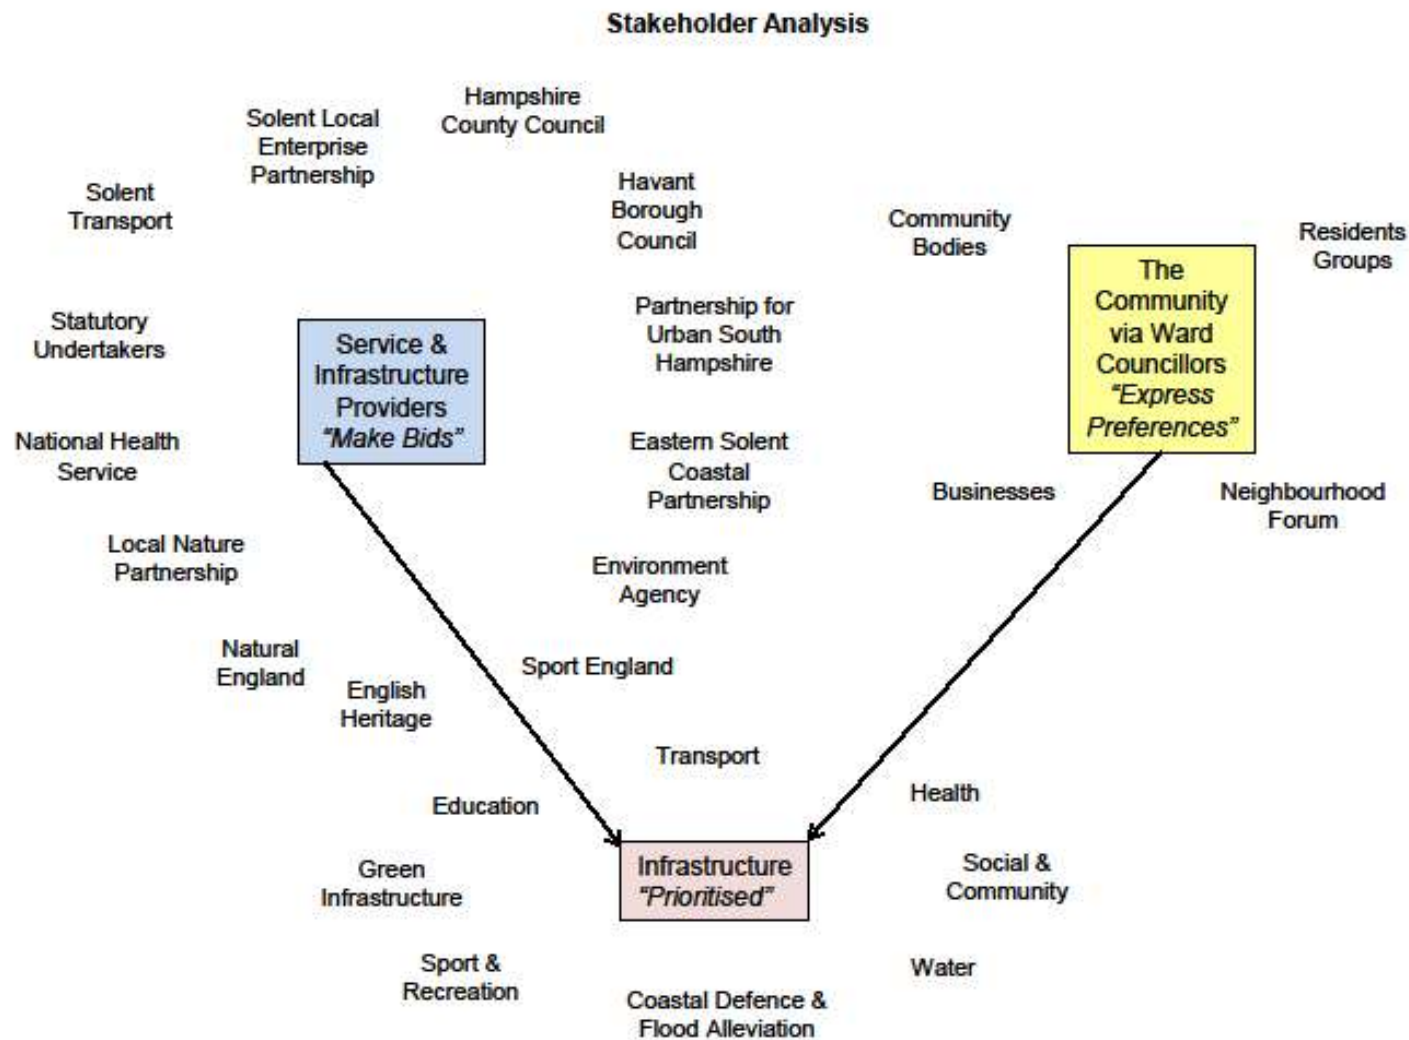 Stakeholder Analysis
Hampshire
County Council
Solent Local
Enterprise
Partnership
Solent
Transport
Havant
Borough
Council
Community
Bodies
Residents
Groups
Statutory
Undertakers
Service &
Infrastructure
Providers
“Make Bids”
Partnership for
Urban South
Hampshire
The
Community
via Ward
Councillors
“Express
Preferences”
National Health
Service
Eastern Solent
Coastal
Partnership
Businesses
Neighbourhood
Forum
Local Nature
Partnership
Environment
Agency
Natural
England
English
Heritage
Sport England
Transport
Education
Health
Green
Infrastructure
Infrastructure
“Prioritised”
Social &
Community
Sport &
Recreation
Water
Coastal Defence &
Flood Alleviation